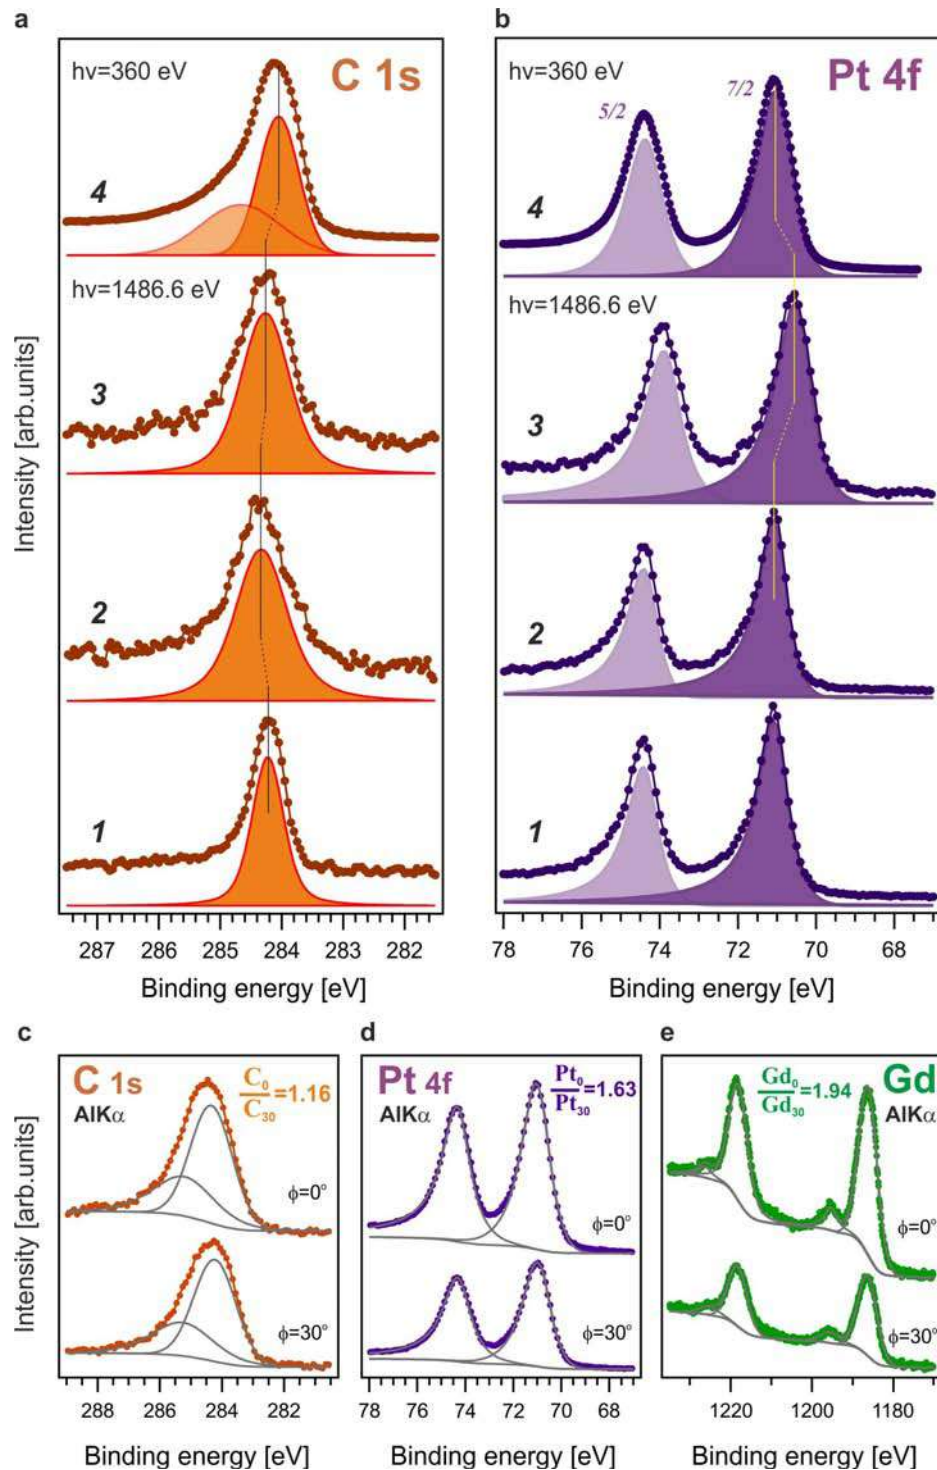 a
b
hν=360 eV
C 1s
4
hν=1486.6 eV
3
2
1
Intensity [arb.units]
287 286 285 284 283 282
Binding energy [eV]
hν=360 eV
Pt 4f
5/2
7/2
4
hν=1486.6 eV
3
2
1
78 76 74 72 70 68
Binding energy [eV]
c
d
e
C 1s
AlKα
C₀/C₃₀=1.16
ϕ=0°
ϕ=30°
Intensity [arb.units]
288 286 284 282
Binding energy [eV]
Pt 4f
AlKα
Pt₀/Pt₃₀=1.63
ϕ=0°
ϕ=30°
78 76 74 72 70 68
Binding energy [eV]
Gd
AlKα
Gd₀/Gd₃₀=1.94
ϕ=0°
ϕ=30°
1220 1200 1180
Binding energy [eV]